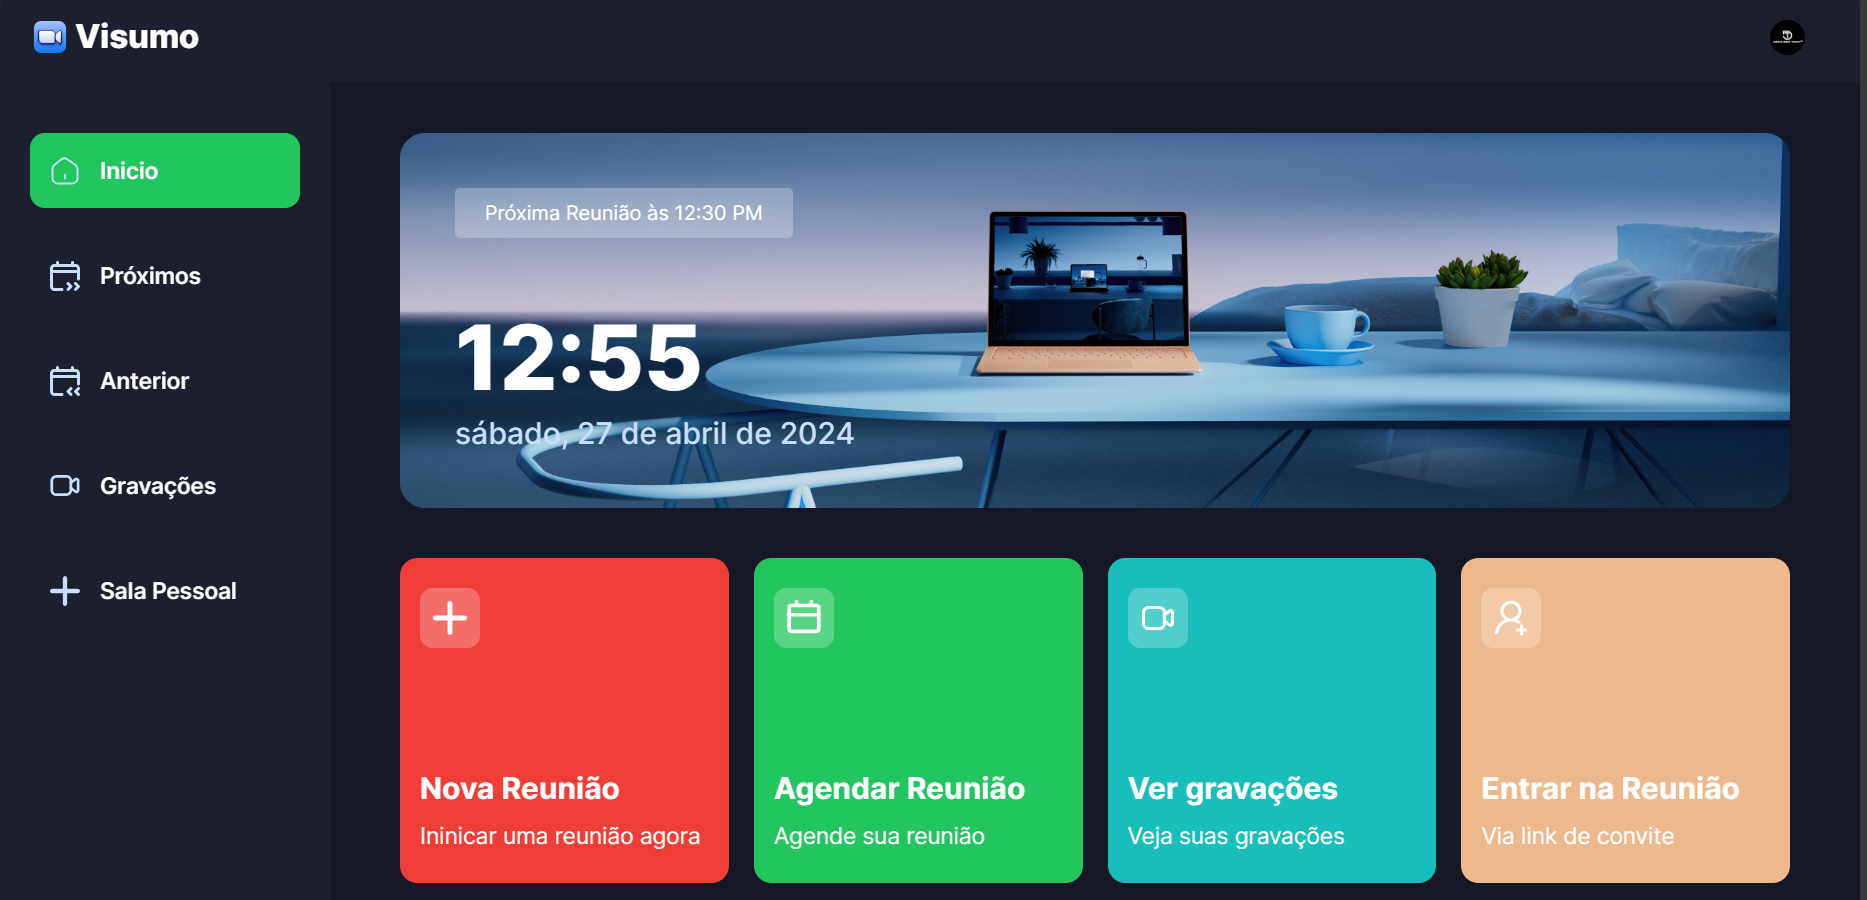 Visumo
Inicio
Próximos
Anterior
Gravações
Sala Pessoal
Próxima Reunião às 12:30 PM
12:55
sábado, 27 de abril de 2024
Nova Reunião
Ininicar uma reunião agora
Agendar Reunião
Agende sua reunião
Ver gravações
Veja suas gravações
Entrar na Reunião
Via link de convite